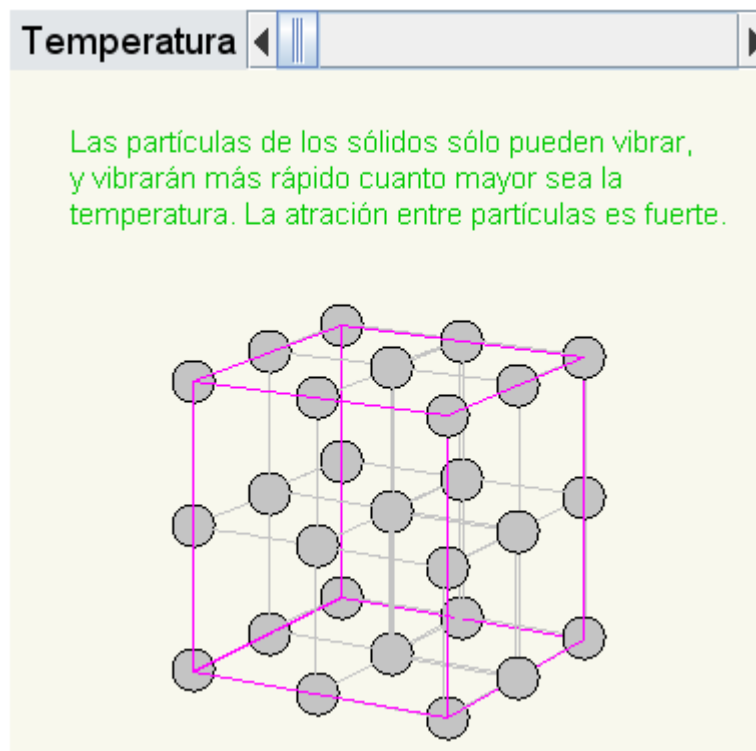 Temperatura
Las partículas de los sólidos sólo pueden vibrar,
y vibrarán más rápido cuanto mayor sea la
temperatura. La atración entre partículas es fuerte.